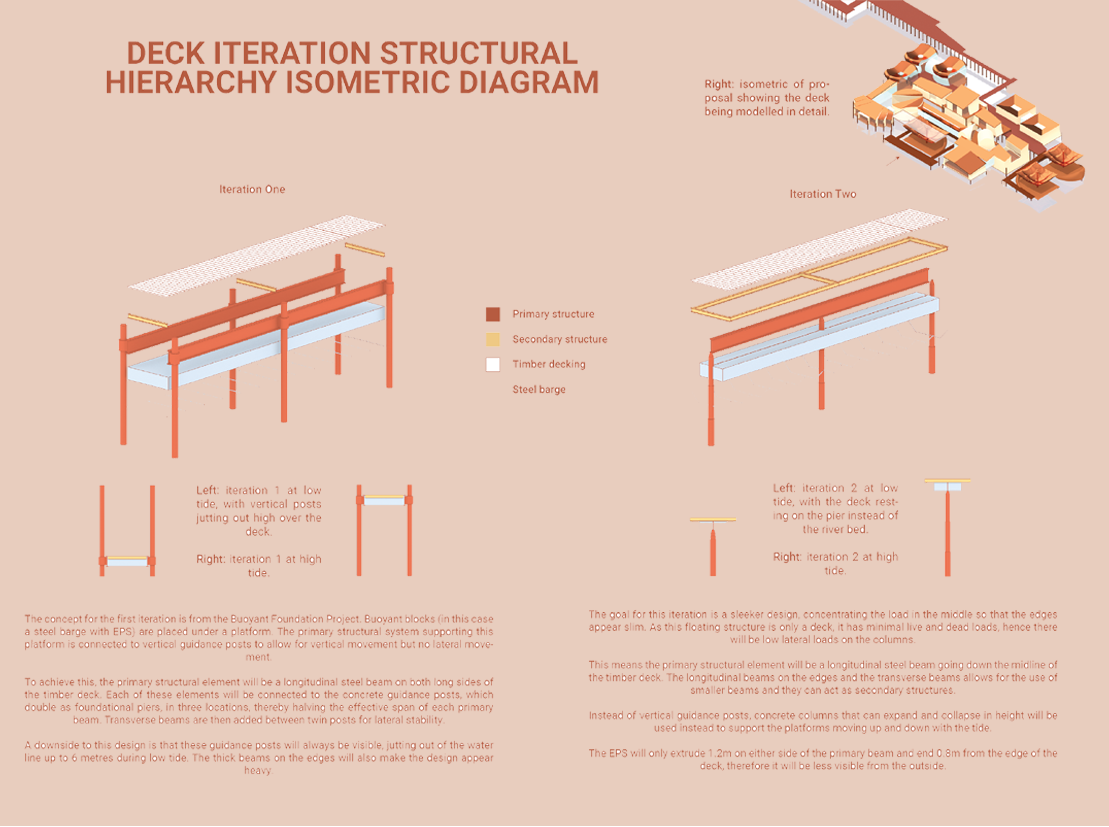 DECK ITERATION STRUCTURAL
HIERARCHY ISOMETRIC DIAGRAM
Right: isometric of pro-
posal showing the deck
being modelled in detail.
Iteration One
Iteration Two
Primary structure
Secondary structure
Timber decking
Steel barge
Left: iteration 1 at low
tide, with vertical posts
jutting out high over the
deck.
Right: iteration 1 at high
tide.
Left: iteration 2 at low
tide, with the deck rest-
ing on the pier instead of
the river bed.
Right: iteration 2 at high
tide.
The concept for the first iteration is from the Buoyant Foundation Project. Buoyant blocks (in this case
a steel barge with EPS) are placed under a platform. The primary structural system supporting this
platform is connected to vertical guidance posts to allow for vertical movement but no lateral move-
ment.
To achieve this, the primary structural element will be a longitudinal steel beam on both long sides of
the timber deck. Each of these elements will be connected to the concrete guidance posts, which
double as foundational piers, in three locations, thereby halving the effective span of each primary
beam. Transverse beams are then added between twin posts for lateral stability.
A downside to this design is that these guidance posts will always be visible, jutting out of the water
line up to 6 metres during low tide. The thick beams on the edges will also make the design appear
heavy.
The goal for this iteration is a sleeker design, concentrating the load in the middle so that the edges
appear slim. As this floating structure is only a deck, it has minimal live and dead loads, hence there
will be low lateral loads on the columns.
This means the primary structural element will be a longitudinal steel beam going down the midline of
the timber deck. The longitudinal beams on the edges and the transverse beams allows for the use of
smaller beams and they can act as secondary structures.
Instead of vertical guidance posts, concrete columns that can expand and collapse in height will be
used instead to support the platforms moving up and down with the tide.
The EPS will only extrude 1.2m on either side of the primary beam and end 0.8m from the edge of the
deck, therefore it will be less visible from the outside.